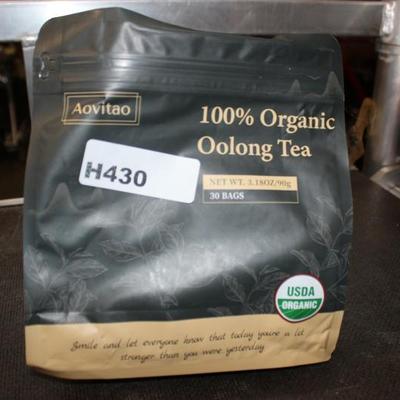 Aovitao
100% Organic
Oolong Tea
H430
NET WT. 3.18OZ/90g
30 BAGS
USDA
ORGANIC
Smile and let everyone know that today you're a lot
stronger than you were yesterday